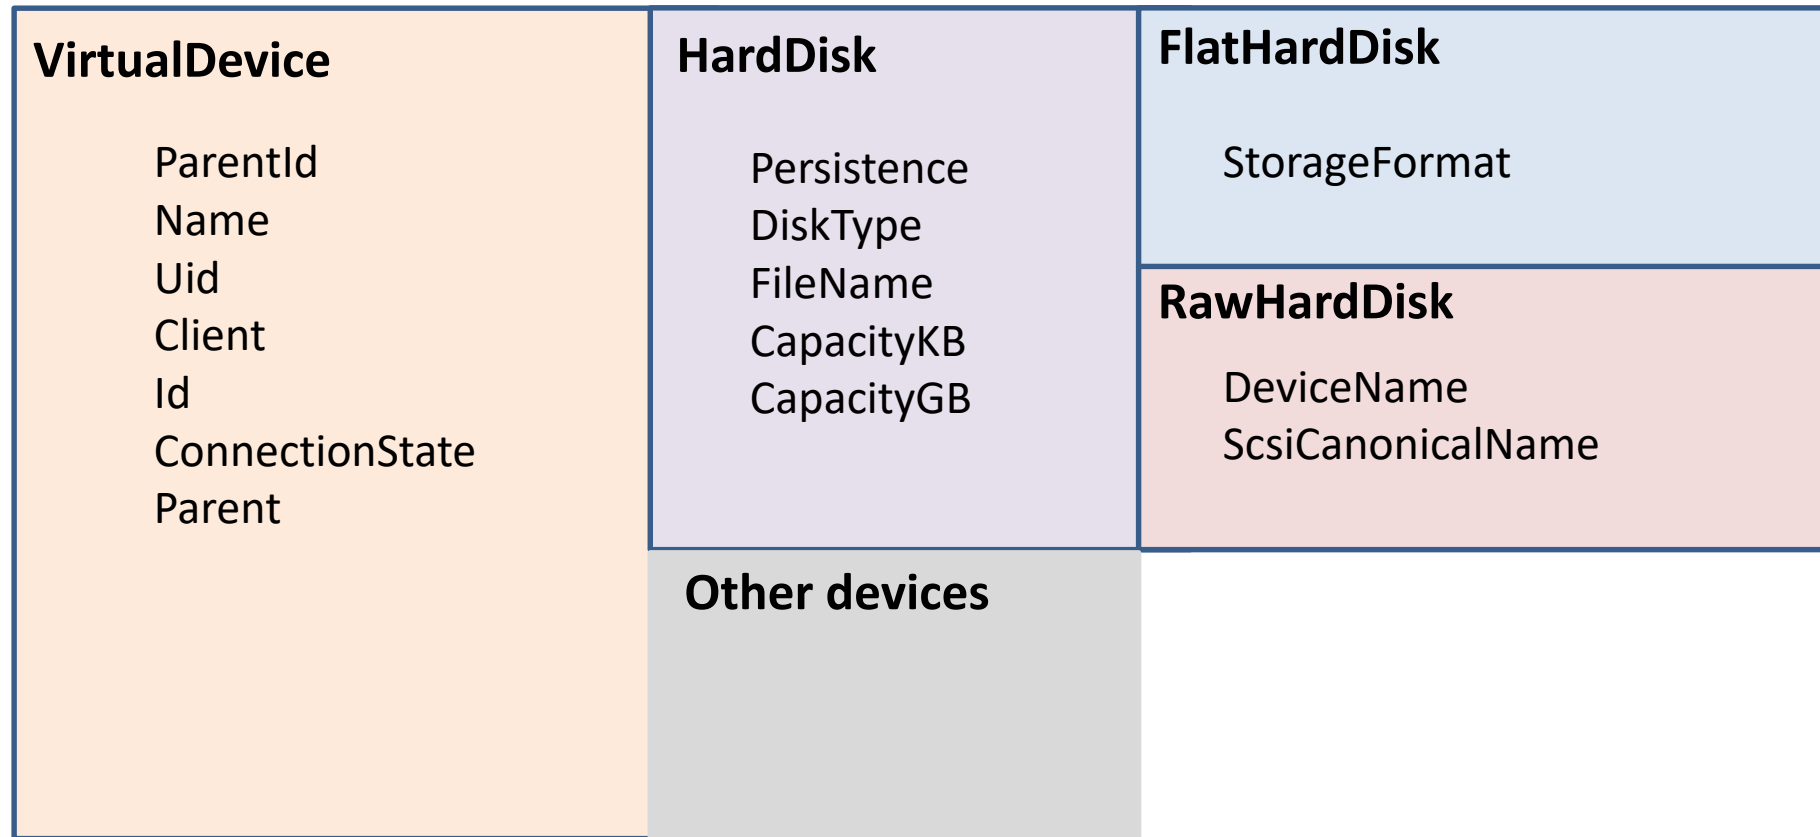 VirtualDevice
ParentId
Name
Uid
Client
Id
ConnectionState
Parent
HardDisk
Persistence
DiskType
FileName
CapacityKB
CapacityGB
Other devices
FlatHardDisk
StorageFormat
RawHardDisk
DeviceName
ScsiCanonicalName